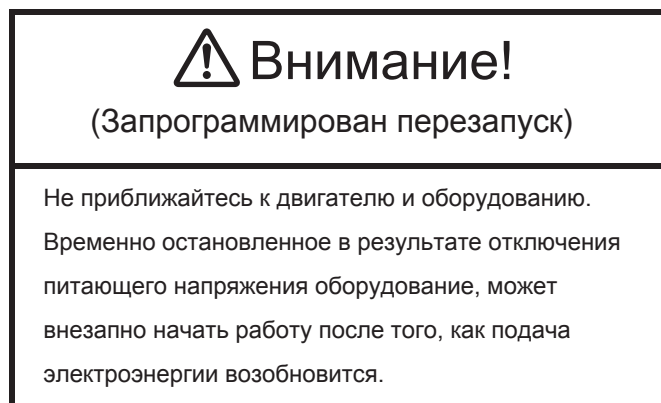 Внимание!
(Запрограммирован перезапуск)
Не приближайтесь к двигателю и оборудованию.
Временно остановленное в результате отключения
питающего напряжения оборудование, может
внезапно начать работу после того, как подача
электроэнергии возобновится.